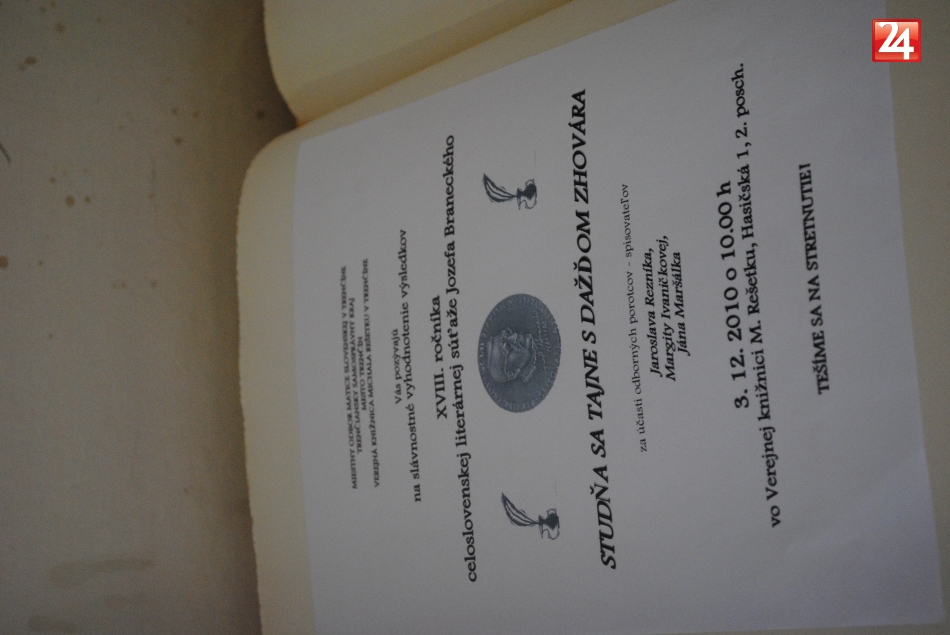 MIESTNY ODBOR MATICE SLOVENSKEJ V TRENČÍNE
TRENČIANSKY SAMOSPRÁVNY KRAJ
MESTO TRENČÍN
VEREJNÁ KNIŽNICA MICHALA REŠETKU V TRENČÍNE
Vás pozývajú
na slávnostné vyhodnotenie výsledkov
XVIII. ročníka
celoslovenskej literárnej súťaže Jozefa Braneckého
STUDŇA SA TAJNE S DAŽĎOM ZHOVÁRA
za účasti odborných porotcov - spisovateľov
Jaroslava Rezníka,
Margity Ivaničkovej,
Jána Maršálka
3. 12. 2010 o 10.00 h
vo Verejnej knižnici M. Rešetku, Hasičská 1, 2. posch.
TEŠÍME SA NA STRETNUTIE!
24